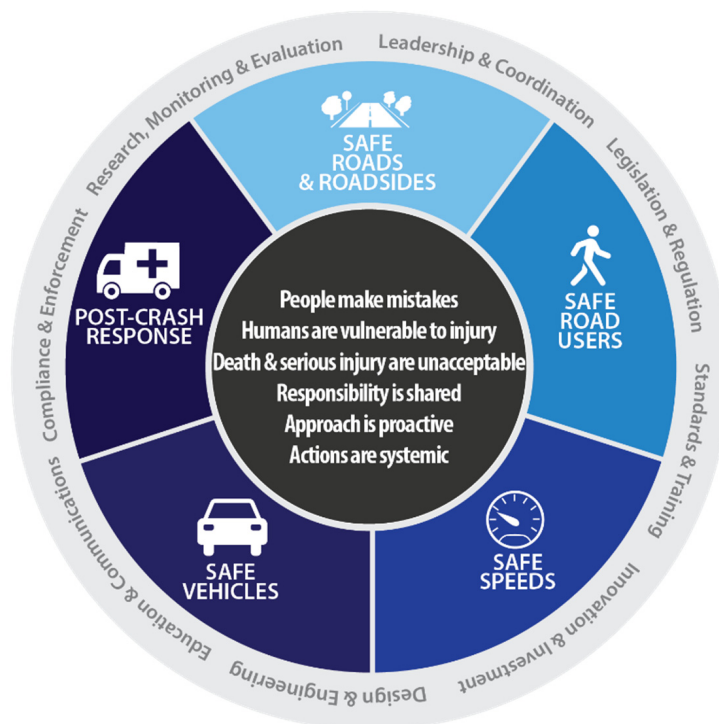 Leadership & Coordination
Legislation & Regulation
Standards & Training
Innovation & Investment
Design & Engineering
Education & Communications
Compliance & Enforcement
Research, Monitoring & Evaluation
SAFE
ROADS
& ROADSIDES
SAFE
ROAD
USERS
SAFE
SPEEDS
SAFE
VEHICLES
POST-CRASH
RESPONSE
People make mistakes
Humans are vulnerable to injury
Death & serious injury are unacceptable
Responsibility is shared
Approach is proactive
Actions are systemic